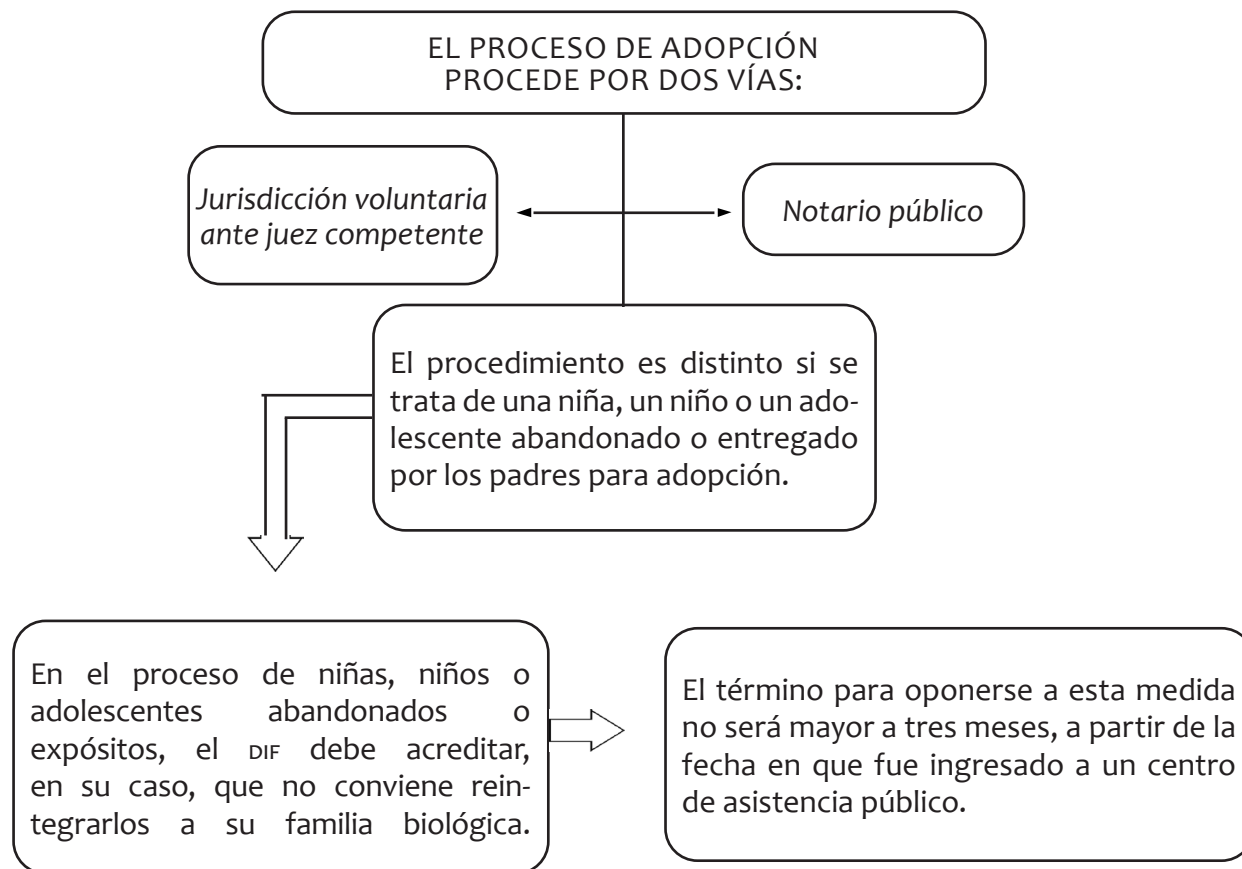 EL PROCESO DE ADOPCIÓN
PROCEDE POR DOS VÍAS:
Jurisdicción voluntaria
ante juez competente
Notario público
El procedimiento es distinto si se
trata de una niña, un niño o un ado-
lescente abandonado o entregado
por los padres para adopción.
En el proceso de niñas, niños o
adolescentes abandonados o
expósitos, el DIF debe acreditar,
en su caso, que no conviene rein-
tegrarlos a su familia biológica.
El término para oponerse a esta medida
no será mayor a tres meses, a partir de la
fecha en que fue ingresado a un centro
de asistencia público.